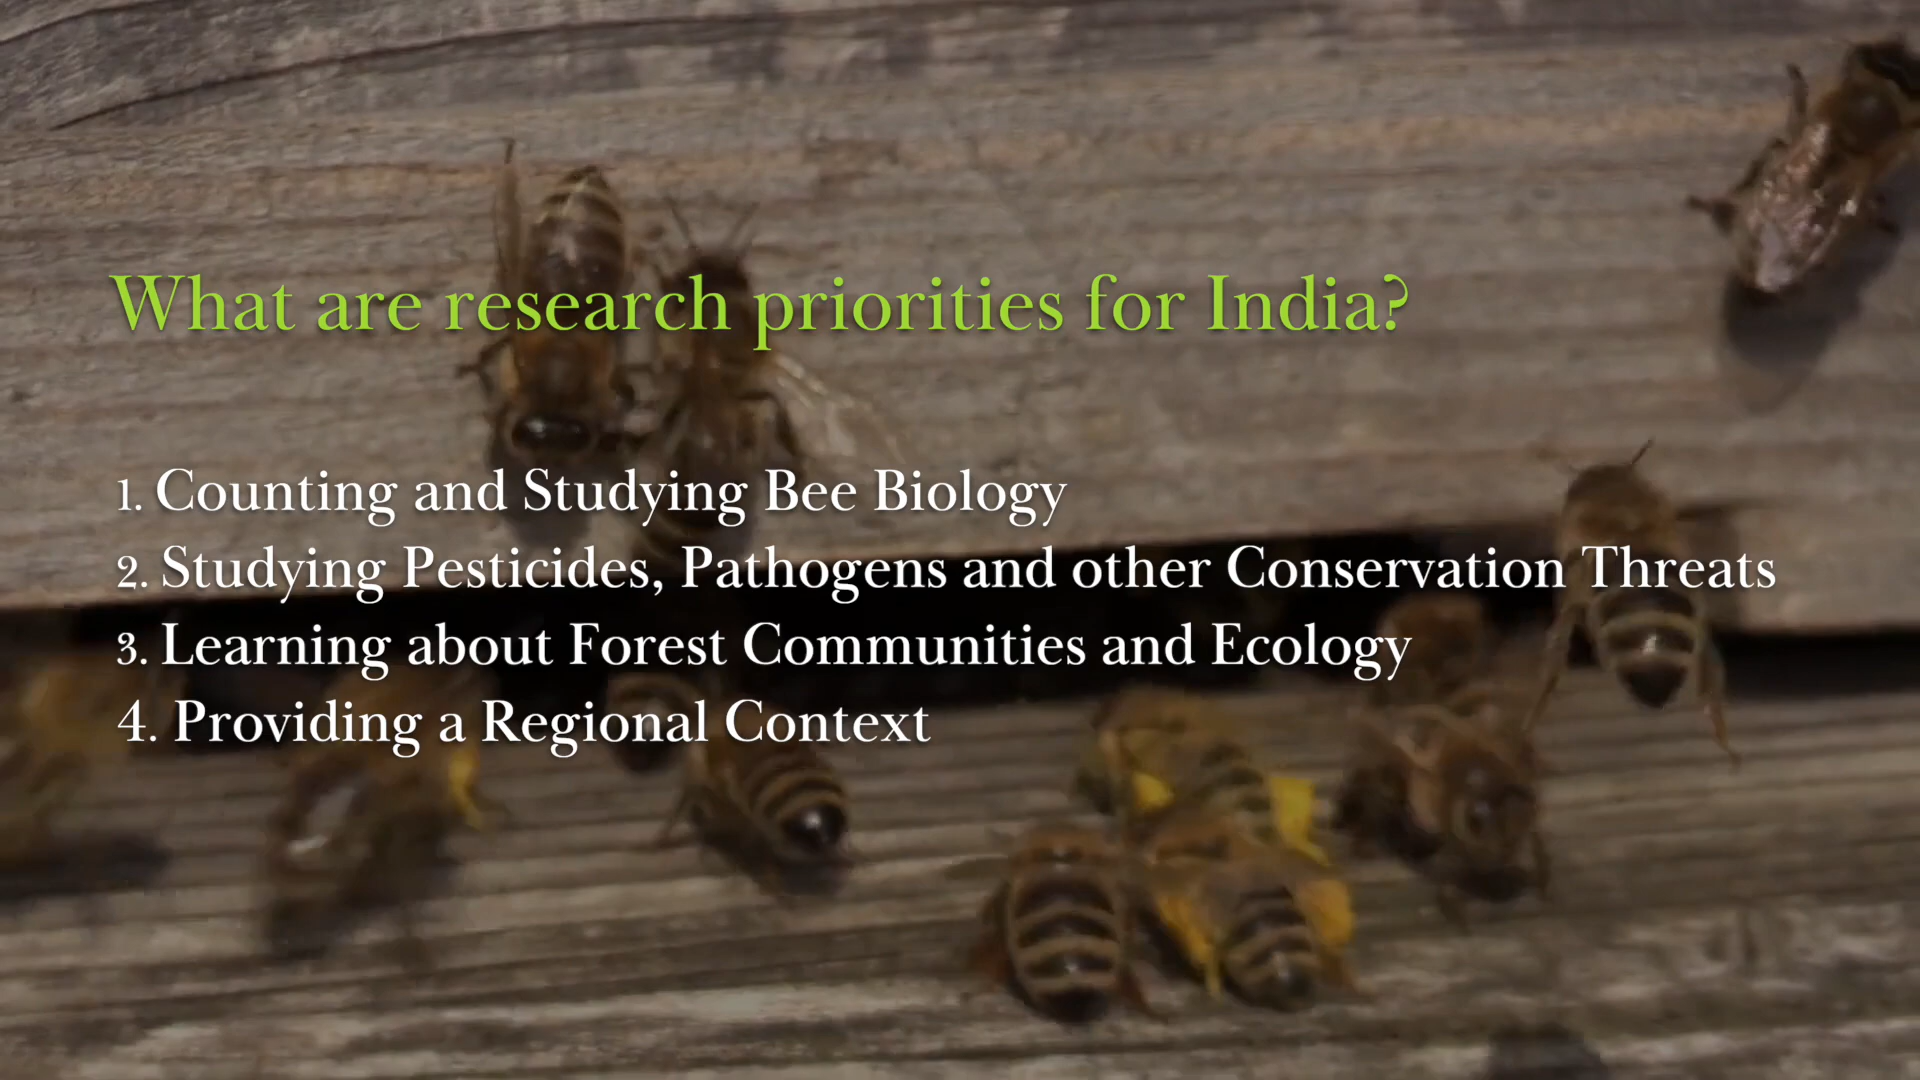 What are research priorities for India?
1. Counting and Studying Bee Biology
2. Studying Pesticides, Pathogens and other Conservation Threats
3. Learning about Forest Communities and Ecology
4. Providing a Regional Context